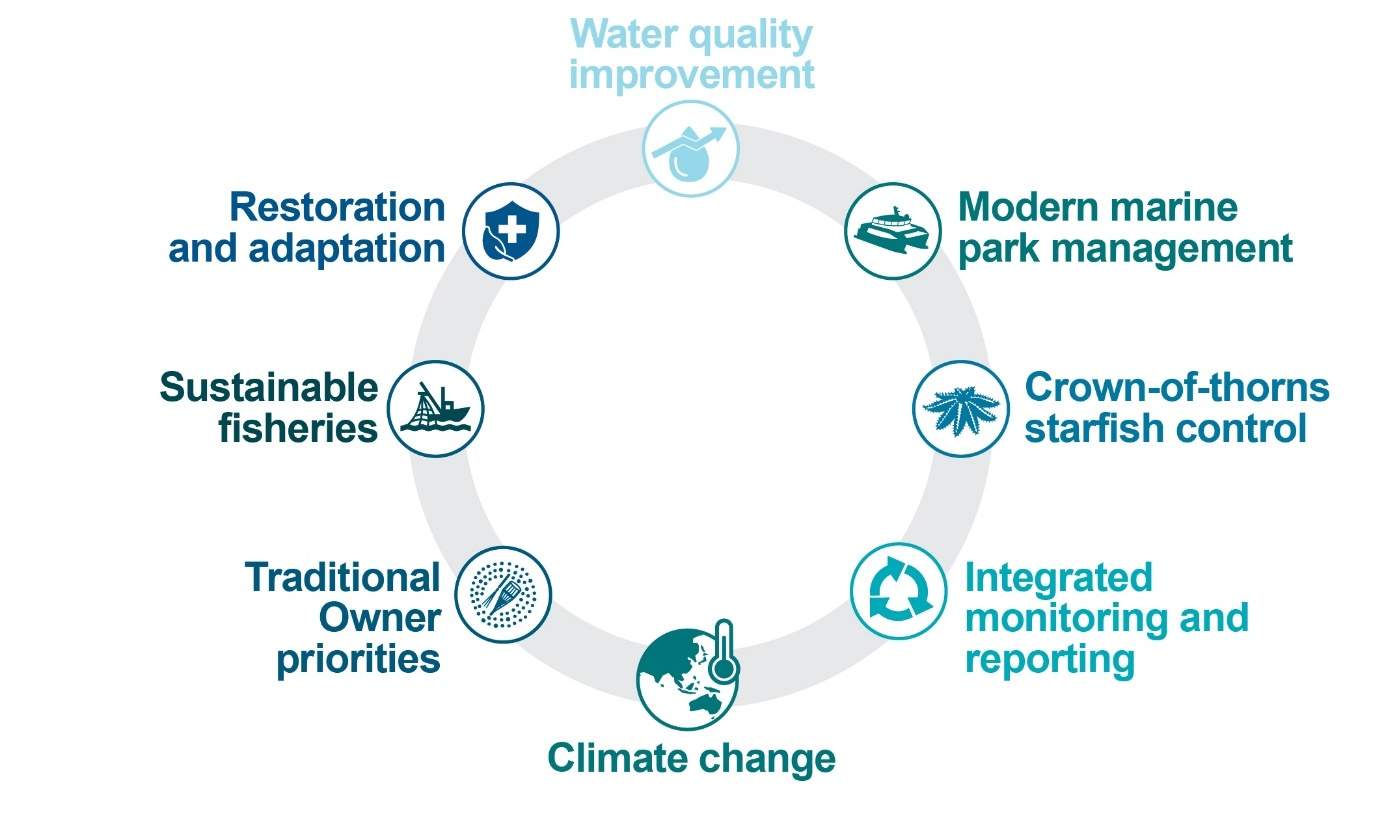 Water quality
improvement
Restoration
and adaptation
Modern marine
park management
Sustainable
fisheries
Crown-of-thorns
starfish control
Traditional
Owner
priorities
Integrated
monitoring and
reporting
Climate change